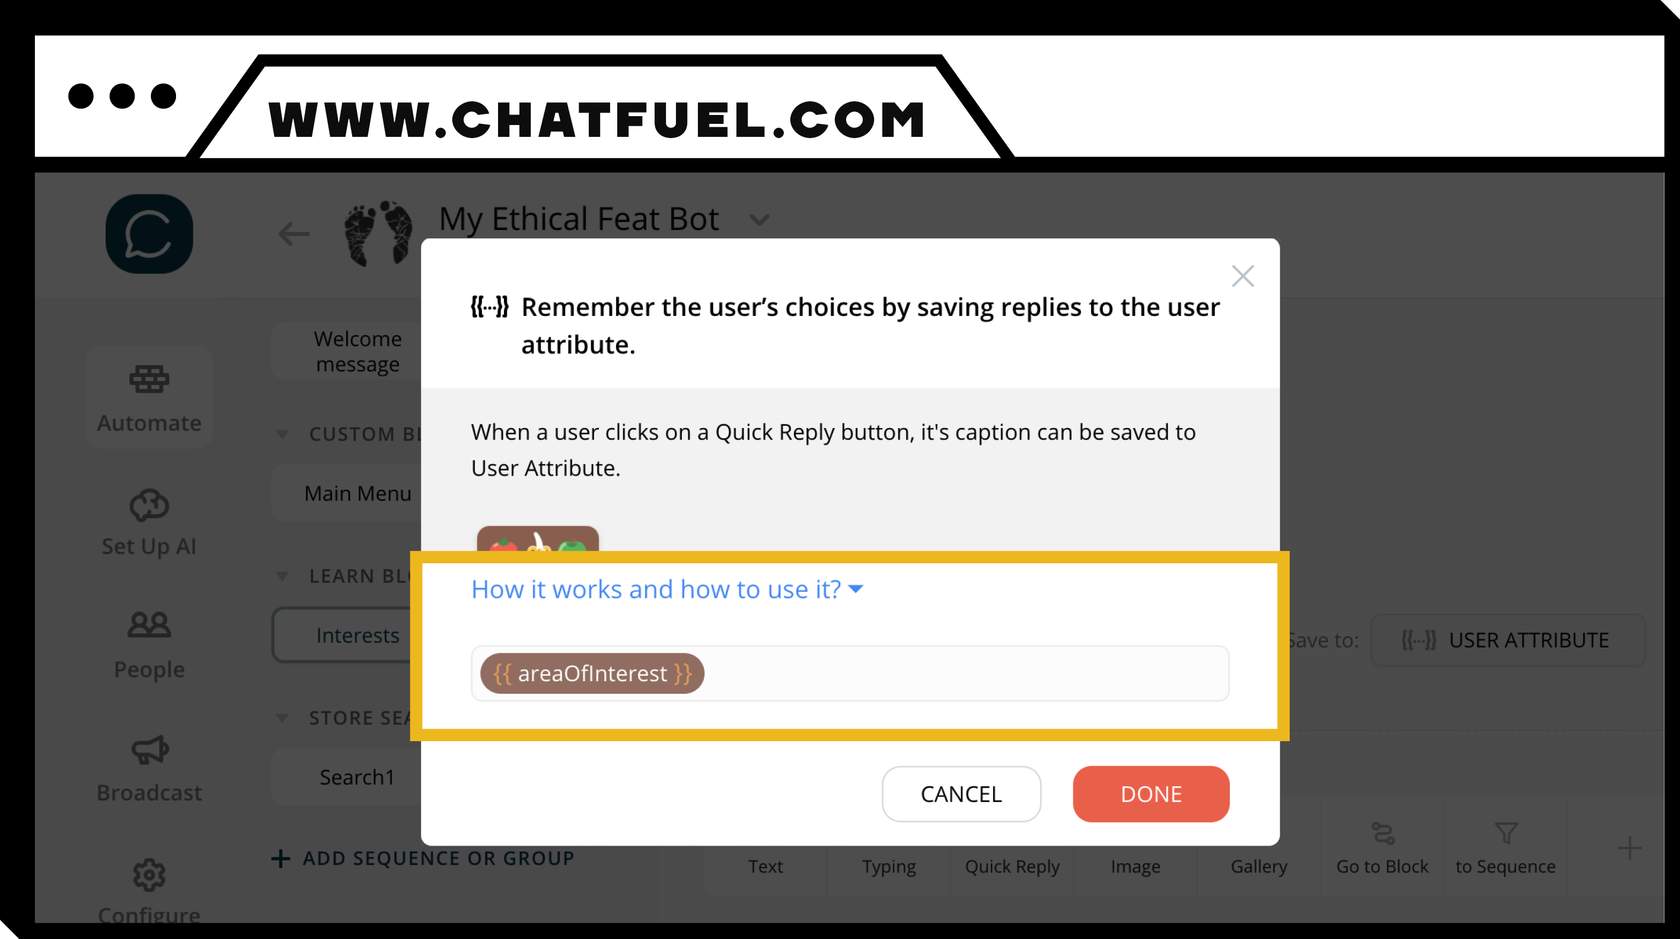 WWW.CHATFUEL.COM
My Ethical Feat Bot
{{...}} Remember the user's choices by saving replies to the user
attribute.
When a user clicks on a Quick Reply button, it's caption can be saved to
User Attribute.
How it works and how to use it?
{{ areaOfInterest }}
CANCEL
DONE
Automate
Set Up AI
People
Broadcast
Configure
Welcome
message
CUSTOM
Main Menu
LEARN
Interests
STORE
Search1
+ ADD SEQUENCE OR GROUP
Save to:
{{...}} USER ATTRIBUTE
Text
Typing
Quick Reply
Image
Gallery
Go to Block
to Sequence
+